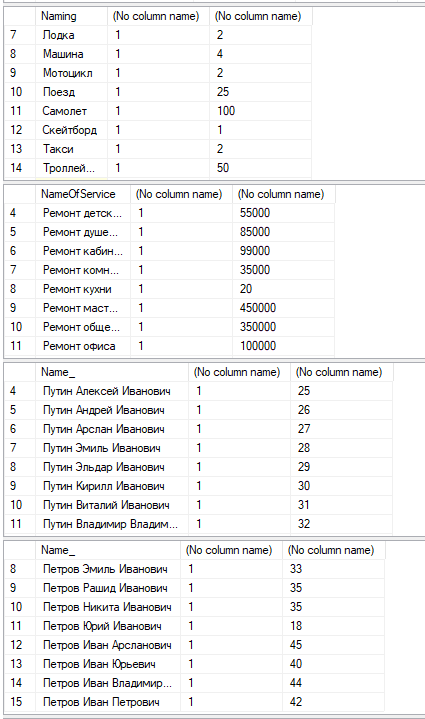 Naming (No column name) (No column name)
7 Лодка 1 2
8 Машина 1 4
9 Мотоцикл 1 2
10 Поезд 1 25
11 Самолет 1 100
12 Скейтборд 1 1
13 Такси 1 2
14 Троллей... 1 50
NameOfService (No column name) (No column name)
4 Ремонт детск... 1 55000
5 Ремонт душе... 1 85000
6 Ремонт кабин... 1 99000
7 Ремонт комн... 1 35000
8 Ремонт кухни 1 20
9 Ремонт маст... 1 450000
10 Ремонт обще... 1 350000
11 Ремонт офиса 1 100000
Name_ (No column name) (No column name)
4 Путин Алексей Иванович 1 25
5 Путин Андрей Иванович 1 26
6 Путин Арслан Иванович 1 27
7 Путин Эмиль Иванович 1 28
8 Путин Эльдар Иванович 1 29
9 Путин Кирилл Иванович 1 30
10 Путин Виталий Иванович 1 31
11 Путин Владимир Владим... 1 32
Name_ (No column name) (No column name)
8 Петров Эмиль Иванович 1 33
9 Петров Рашид Иванович 1 35
10 Петров Никита Иванович 1 35
11 Петров Юрий Иванович 1 18
12 Петров Иван Арсланович 1 45
13 Петров Иван Юрьевич 1 40
14 Петров Иван Владимир... 1 44
15 Петров Иван Петрович 1 42